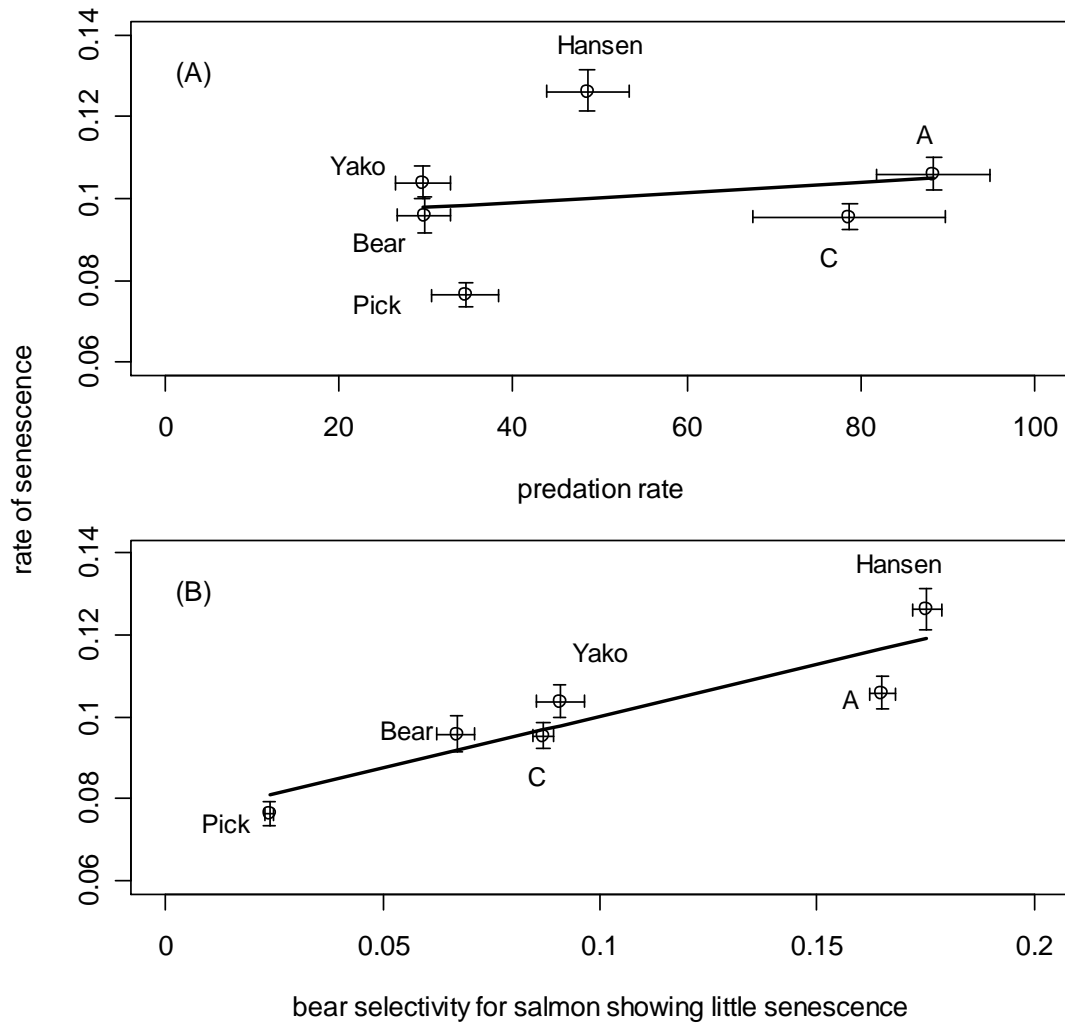 (A)
Hansen
A
Yako
Bear
C
Pick
0.14
0.12
0.1
0.08
0.06
0 20 40 60 80 100
predation rate
rate of senescence
(B)
Hansen
Yako
A
Bear
C
Pick
0.14
0.12
0.1
0.08
0.06
0 0.05 0.1 0.15 0.2
bear selectivity for salmon showing little senescence